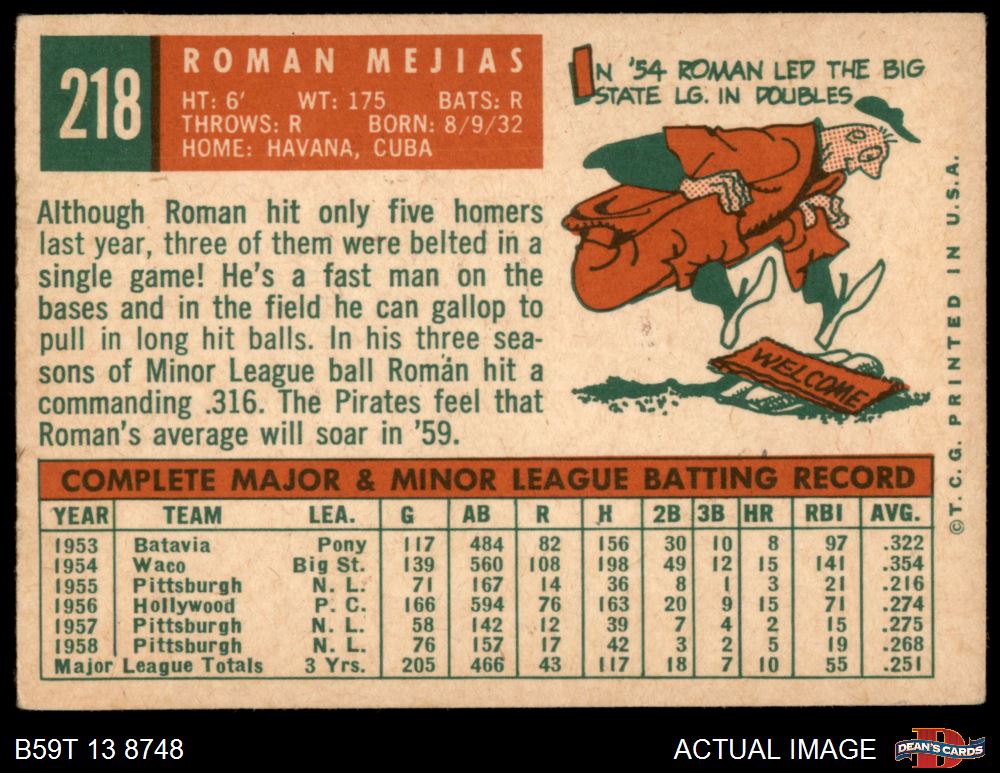 218
ROMAN MEJIAS
HT: 6' WT: 175 BATS: R
THROWS: R BORN: 8/9/32
HOME: HAVANA, CUBA
IN '54 ROMAN LED THE BIG
STATE LG. IN DOUBLES
Although Roman hit only five homers
last year, three of them were belted in a
single game! He's a fast man on the
bases and in the field he can gallop to
pull in long hit balls. In his three sea-
sons of Minor League ball Román hit a
commanding .316. The Pirates feel that
Roman's average will soar in '59.
WELCOME
©T.C.G. PRINTED IN U.S.A.
COMPLETE MAJOR & MINOR LEAGUE BATTING RECORD
YEAR TEAM LEA. G AB R H 2B 3B HR RBI AVG.
1953 Batavia Pony 117 484 82 156 30 10 8 97 .322
1954 Waco Big St. 139 560 108 198 49 12 15 141 .354
1955 Pittsburgh N. L. 71 167 14 36 8 1 3 21 .216
1956 Hollywood P. C. 166 594 76 163 20 9 15 71 .274
1957 Pittsburgh N. L. 58 142 12 39 7 4 2 15 .275
1958 Pittsburgh N. L. 76 157 17 42 3 2 5 19 .268
Major League Totals 3 Yrs. 205 466 43 117 18 7 10 55 .251
B59T 13 8748
ACTUAL IMAGE
DEAN'S CARDS